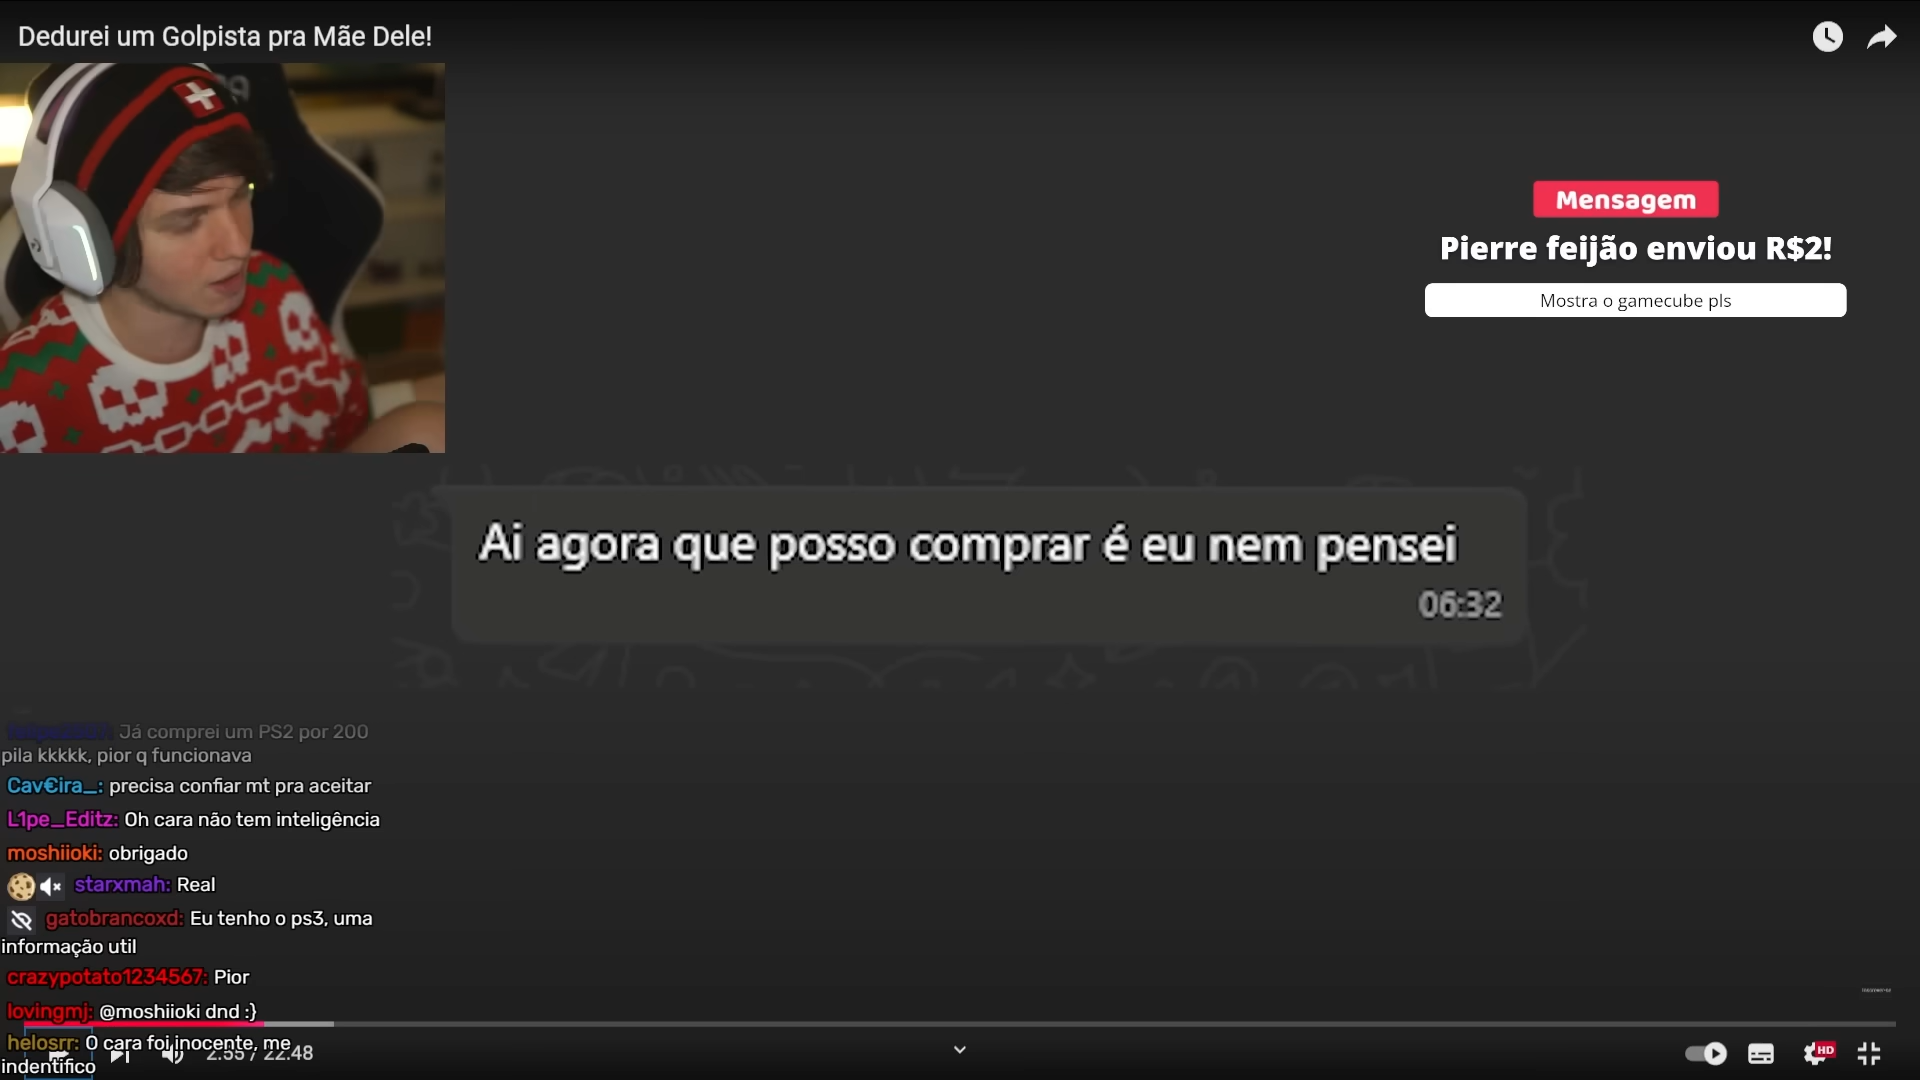 Dedurei um Golpista pra Mãe Dele!
Mensagem
Pierre feijão enviou R$2!
Mostra o gamecube pls
Ai agora que posso comprar é eu nem pensei
06:32
Já comprei um PS2 por 200
pila kkkkk, pior q funcionava
Cav€ira_: precisa confiar mt pra aceitar
L1pe_Editz: Oh cara não tem inteligência
moshiioki: obrigado
starxmah: Real
gatobrancoxd: Eu tenho o ps3, uma
informação util
crazypotato1234567: Pior
lovingmj: @moshiioki dnd :}
helosrr: O cara foi inocente, me
indentifico
2:55 / 22:48
HD